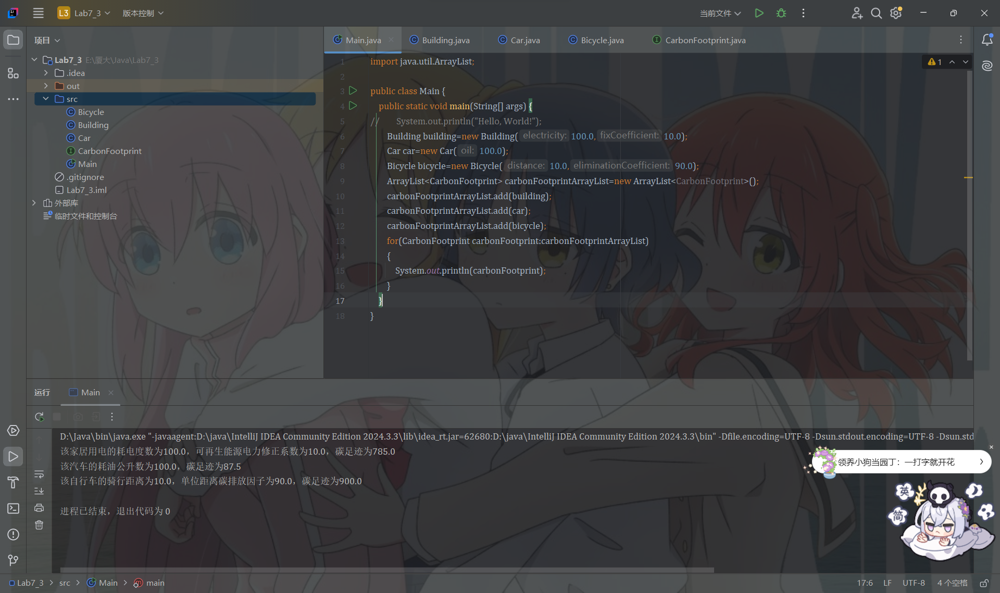 L3 Lab7_3 版本控制 当前文件
项目
Lab7_3 E:\厦大\Java\Lab7_3
.idea
out
src
Bicycle
Building
Car
CarbonFootprint
Main
.gitignore
Lab7_3.iml
外部库
临时文件和控制台
Main.java Building.java Car.java Bicycle.java CarbonFootprint.java
1 import java.util.ArrayList;
2
3 public class Main {
4 public static void main(String[] args) {
5 // System.out.println("Hello, World!");
6 Building building=new Building( electricity: 100.0, fixCoefficient: 10.0);
7 Car car=new Car( oil: 100.0);
8 Bicycle bicycle=new Bicycle( distance: 10.0, eliminationCoefficient: 90.0);
9 ArrayList<CarbonFootprint> carbonFootprintArrayList=new ArrayList<CarbonFootprint>();
10 carbonFootprintArrayList.add(building);
11 carbonFootprintArrayList.add(car);
12 carbonFootprintArrayList.add(bicycle);
13 for(CarbonFootprint carbonFootprint:carbonFootprintArrayList)
14 {
15 System.out.println(carbonFootprint);
16 }
17 }
18 }
1
运行 Main
D:\Java\bin\java.exe "-javaagent:D:\java\IntelliJ IDEA Community Edition 2024.3.3\lib\idea_rt.jar=62680:D:\java\IntelliJ IDEA Community Edition 2024.3.3\bin" -Dfile.encoding=UTF-8 -Dsun.stdout.encoding=UTF-8 -Dsun.std
该家居用电的耗电度数为100.0，可再生能源电力修正系数为10.0，碳足迹为785.0
该汽车的耗油公升数为100.0，碳足迹为87.5
该自行车的骑行距离为10.0，单位距离碳排放因子为90.0，碳足迹为900.0
进程已结束，退出代码为 0
领养小狗当园丁：一打字就开花
英
简
Lab7_3 src Main main
17:6 LF UTF-8 4 个空格